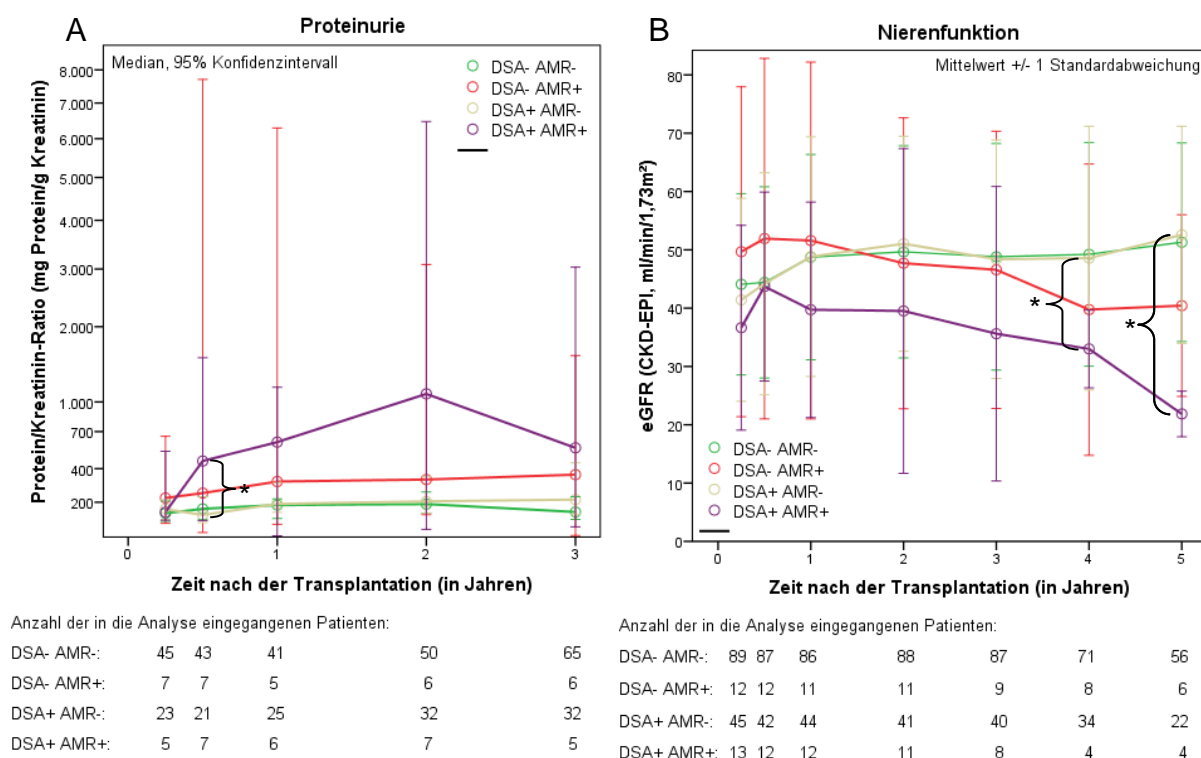 A
Proteinurie
Median, 95% Konfidenzintervall
DSA- AMR-
DSA- AMR+
DSA+ AMR-
DSA+ AMR+
Protein/Kreatinin-Ratio (mg Protein/g Kreatinin)
8.000
7.000
6.000
5.000
4.000
3.000
2.000
1.000
700
400
200
*
0 1 2 3
Zeit nach der Transplantation (in Jahren)
Anzahl der in die Analyse eingegangenen Patienten:
DSA- AMR-: 45 43 41 50 65
DSA- AMR+: 7 7 5 6 6
DSA+ AMR-: 23 21 25 32 32
DSA+ AMR+: 5 7 6 7 5
B
Nierenfunktion
Mittelwert +/- 1 Standardabweichung
eGFR (CKD-EPI, ml/min/1,73m²)
80
70
60
50
40
30
20
10
0
* *
DSA- AMR-
DSA- AMR+
DSA+ AMR-
DSA+ AMR+
0 1 2 3 4 5
Zeit nach der Transplantation (in Jahren)
Anzahl der in die Analyse eingegangenen Patienten:
DSA- AMR-: 89 87 86 88 87 71 56
DSA- AMR+: 12 12 11 11 9 8 6
DSA+ AMR-: 45 42 44 41 40 34 22
DSA+ AMR+: 13 12 12 11 8 4 4